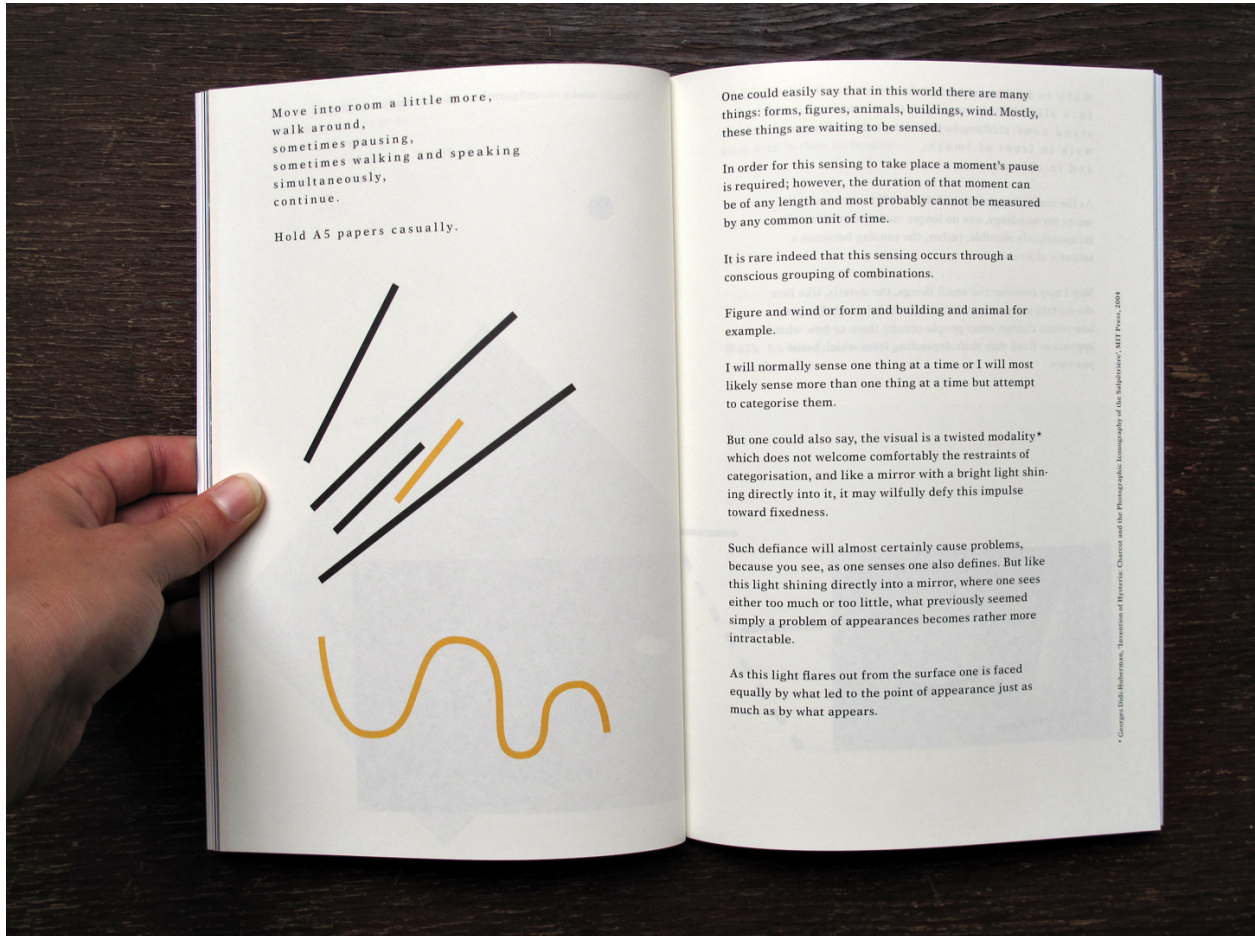 Move into room a little more,
walk around,
sometimes pausing,
sometimes walking and speaking
simultaneously,
continue.
Hold A5 papers casually.
One could easily say that in this world there are many
things: forms, figures, animals, buildings, wind. Mostly,
these things are waiting to be sensed.
In order for this sensing to take place a moment's pause
is required; however, the duration of that moment can
be of any length and most probably cannot be measured
by any common unit of time.
It is rare indeed that this sensing occurs through a
conscious grouping of combinations.
Figure and wind or form and building and animal for
example.
I will normally sense one thing at a time or I will most
likely sense more than one thing at a time but attempt
to categorise them.
But one could also say, the visual is a twisted modality*
which does not welcome comfortably the restraints of
categorisation, and like a mirror with a bright light shin-
ing directly into it, it may wilfully defy this impulse
toward fixedness.
Such defiance will almost certainly cause problems,
because you see, as one senses one also defines. But like
this light shining directly into a mirror, where one sees
either too much or too little, what previously seemed
simply a problem of appearances becomes rather more
intractable.
As this light flares out from the surface one is faced
equally by what led to the point of appearance just as
much as by what appears.
* Georges Didi-Huberman, 'Invention of Hysteria: Charcot and the Photographic Iconography of the Salpêtrière', MIT Press, 2004